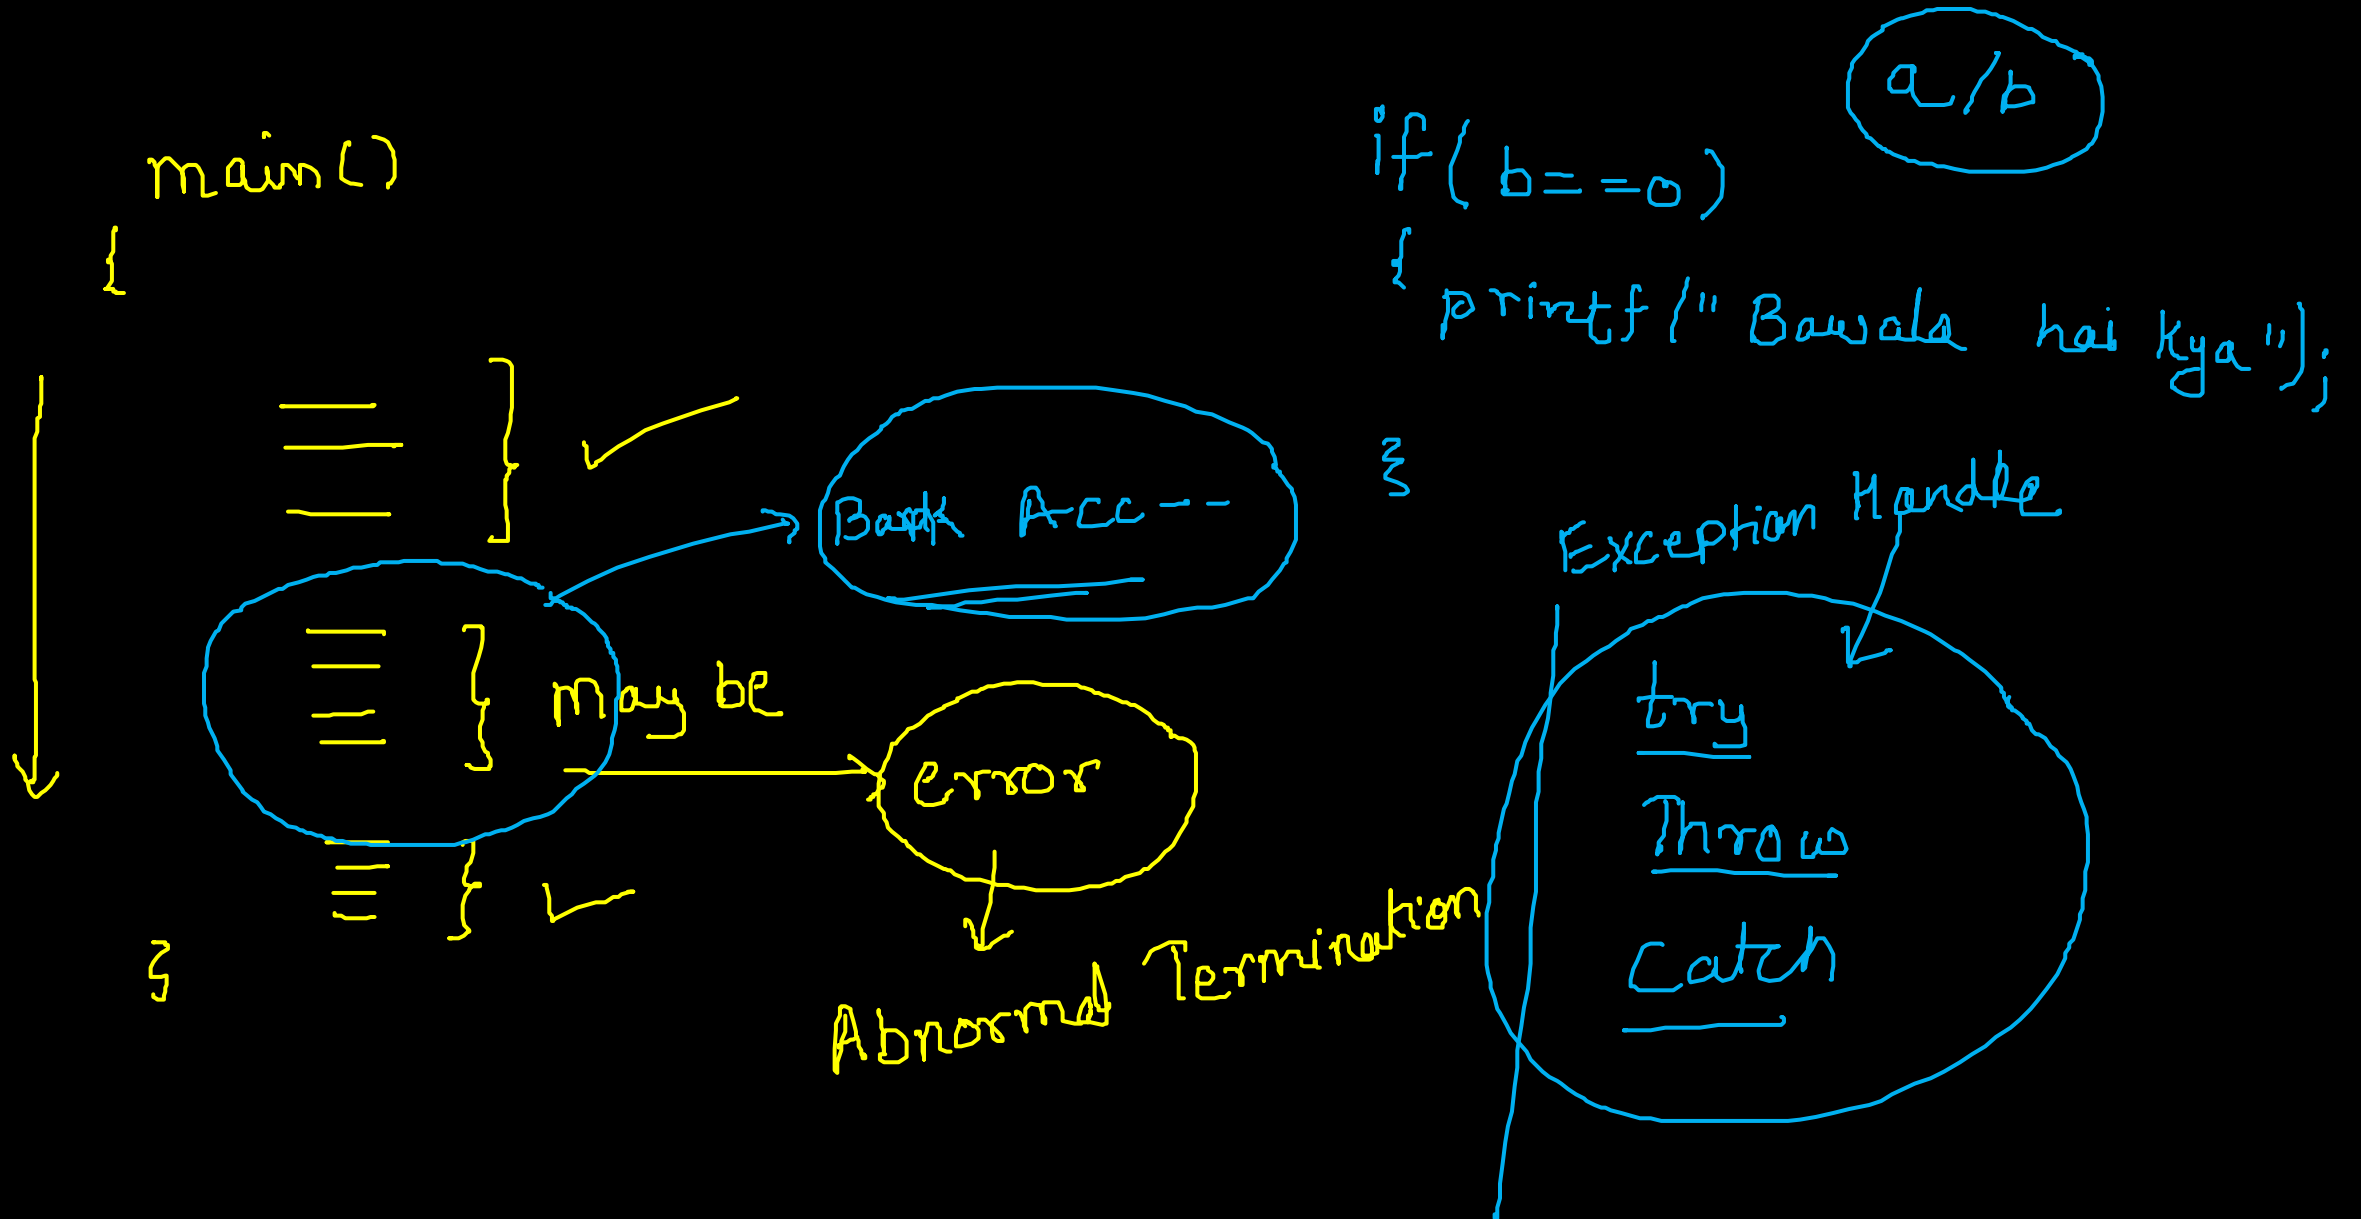 main()
{
} ✓
} may be
error
Abnormal Termination
} ✓
}
Bank Acc---
a/b
if(b===0)
{
printf("Bawala hai kya");
}
Exception Handle
try
Throw
Catch